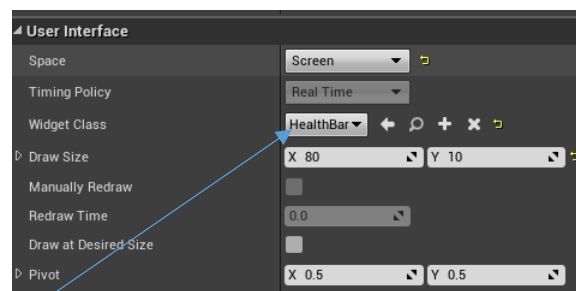 User Interface
Space Screen
Timing Policy Real Time
Widget Class HealthBar
Draw Size X 80 Y 10
Manually Redraw
Redraw Time 0.0
Draw at Desired Size
Pivot X 0.5 Y 0.5